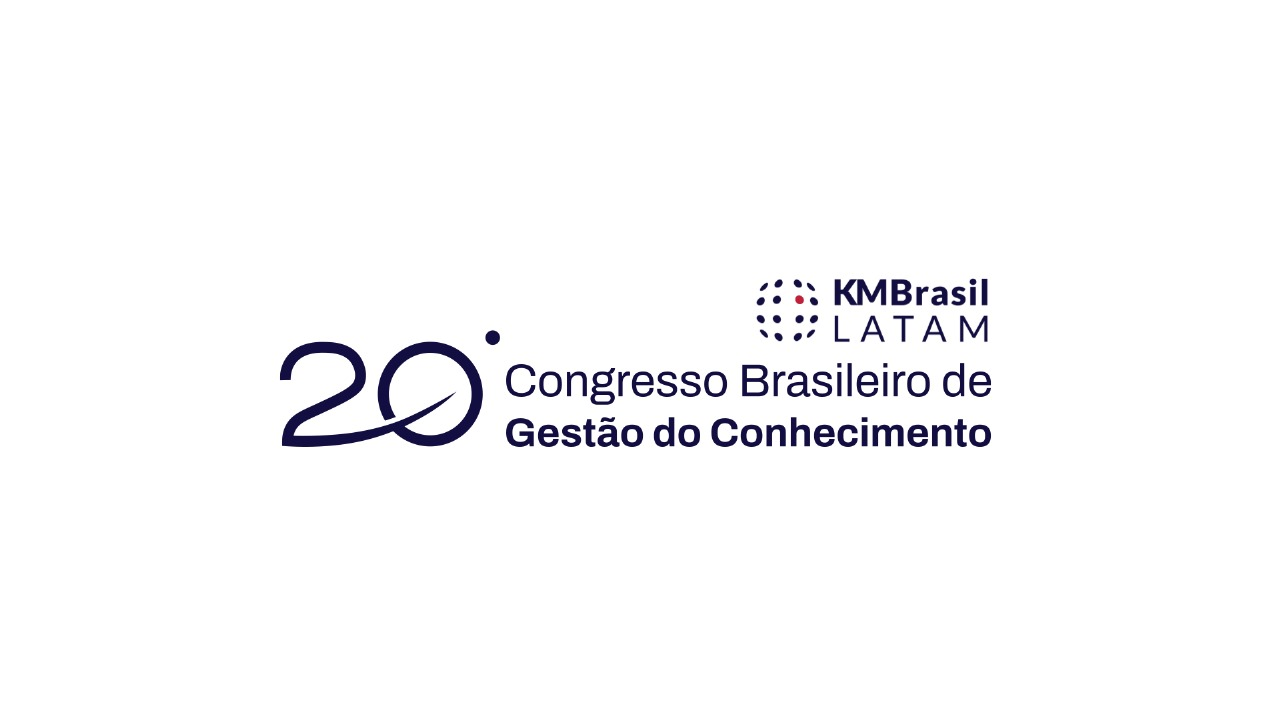 KMBrasil
LATAM
20°
Congresso Brasileiro de
Gestão do Conhecimento